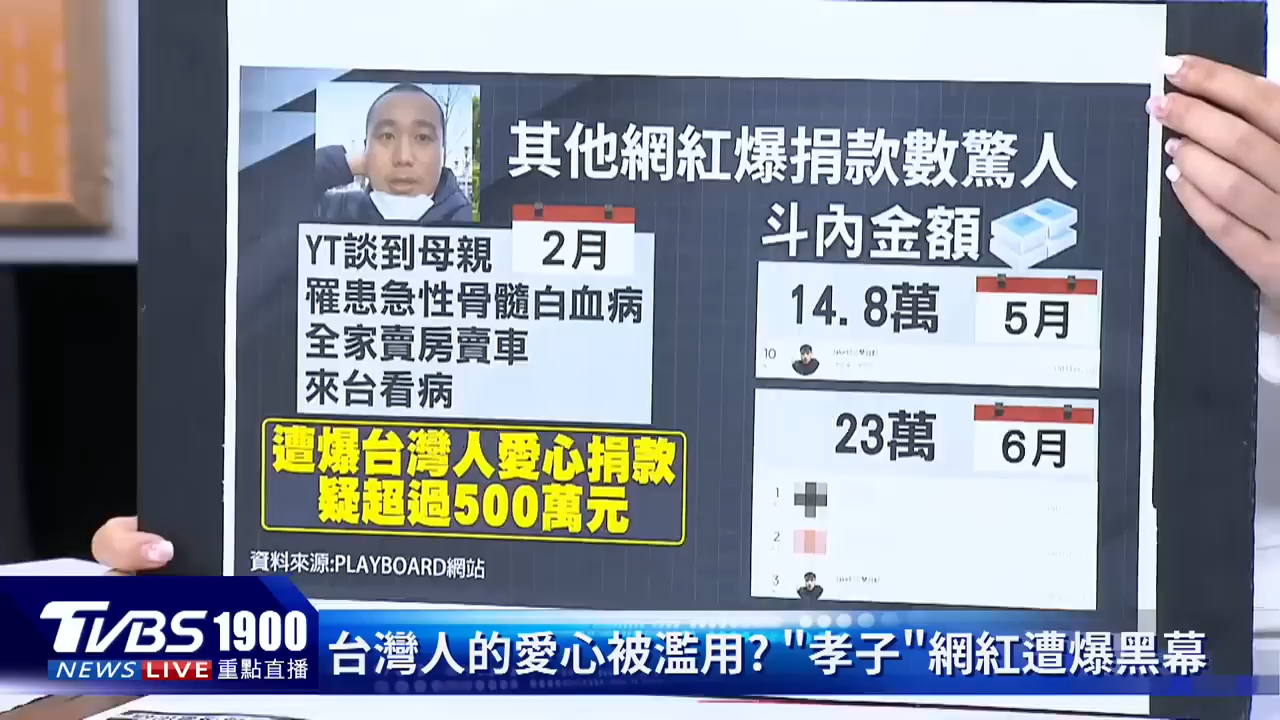 其他網紅爆捐款數驚人
斗內金額
YT談到母親
罹患急性骨髓白血病
全家賣房賣車
來台看病
2月
遭爆台灣人愛心捐款
疑超過500萬元
資料來源:PLAYBOARD網站
14.8萬
5月
10
23萬
6月
1
2
3
TVBS
NEWS LIVE
1900
重點直播
台灣人的愛心被濫用? "孝子"網紅遭爆黑幕